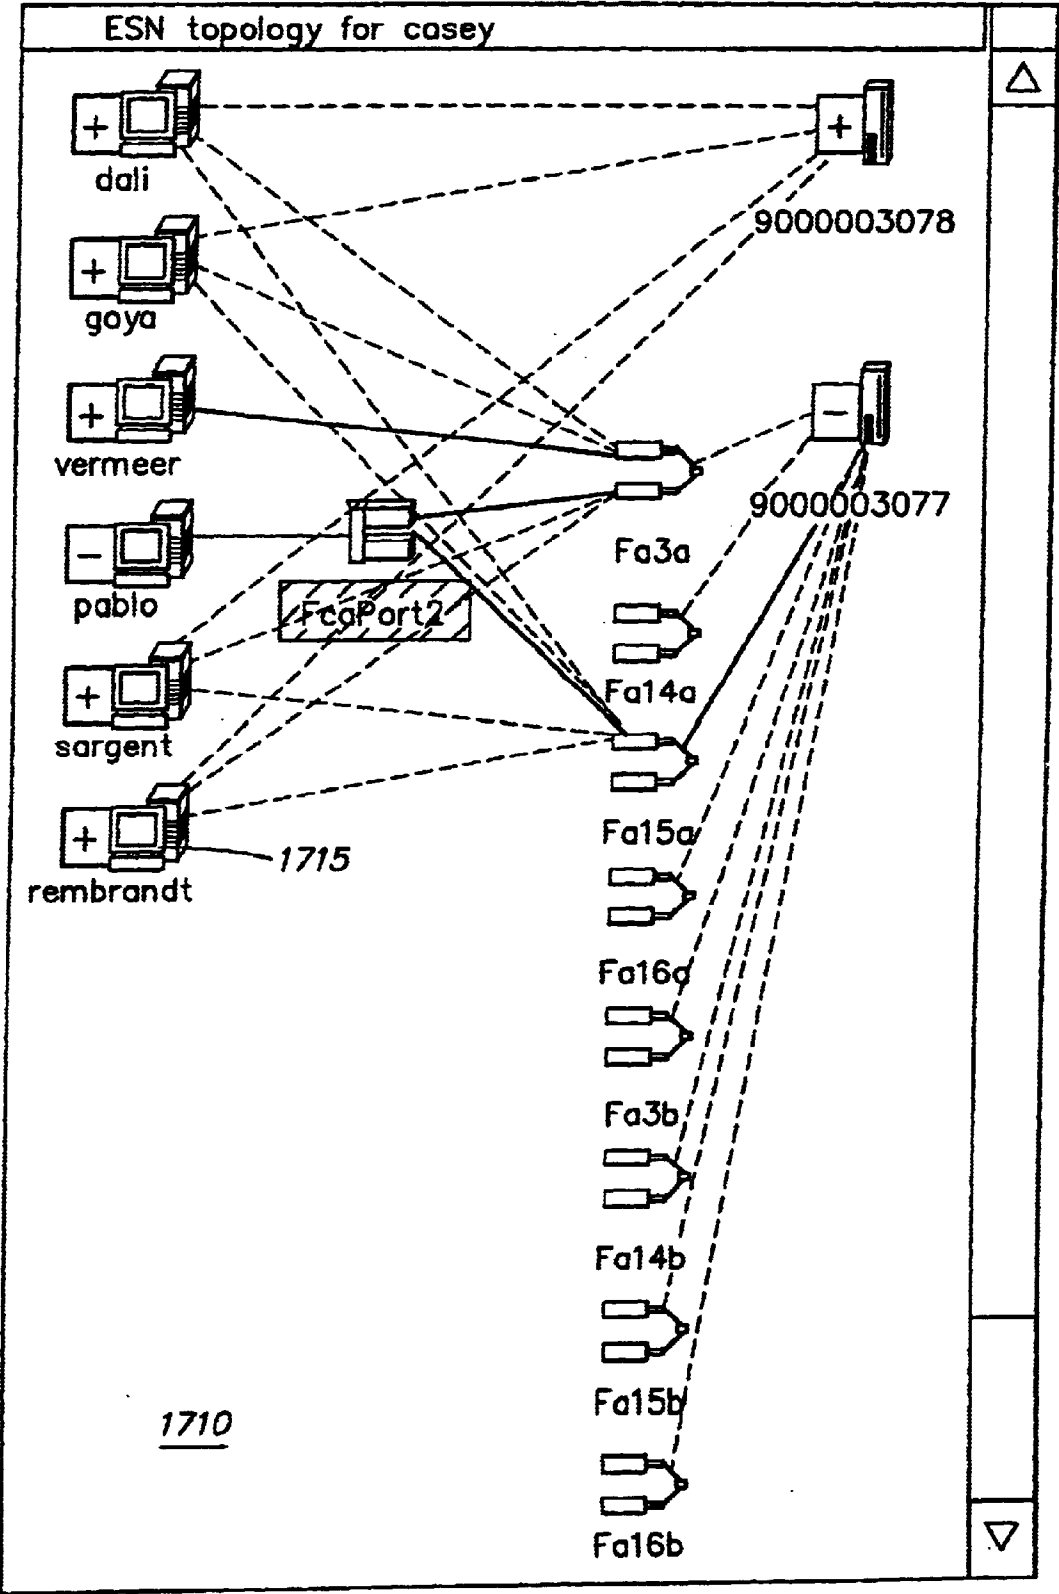 ESN topology for casey
+
dali
+
9000003078
+
goya
+
vermeer
-
9000003077
-
pablo
FcaPort2
Fa3a
+
sargent
Fa14a
+
rembrandt
1715
Fa15a
Fa16a
Fa3b
Fa14b
Fa15b
1710
Fa16b